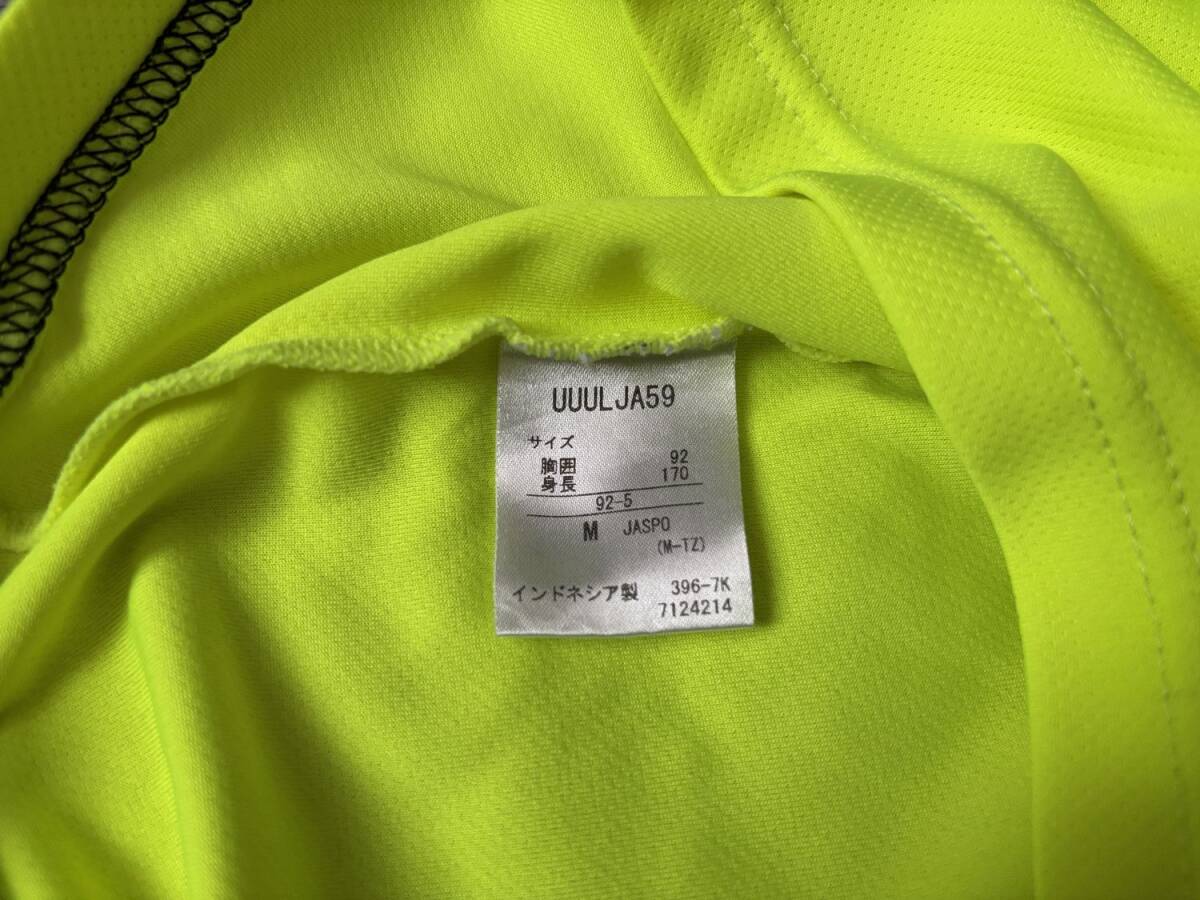 UUULJA59
サイズ
胸囲 92
身長 170
92-5
M JASPO
(M-TZ)
インドネシア製 396-7K
7124214